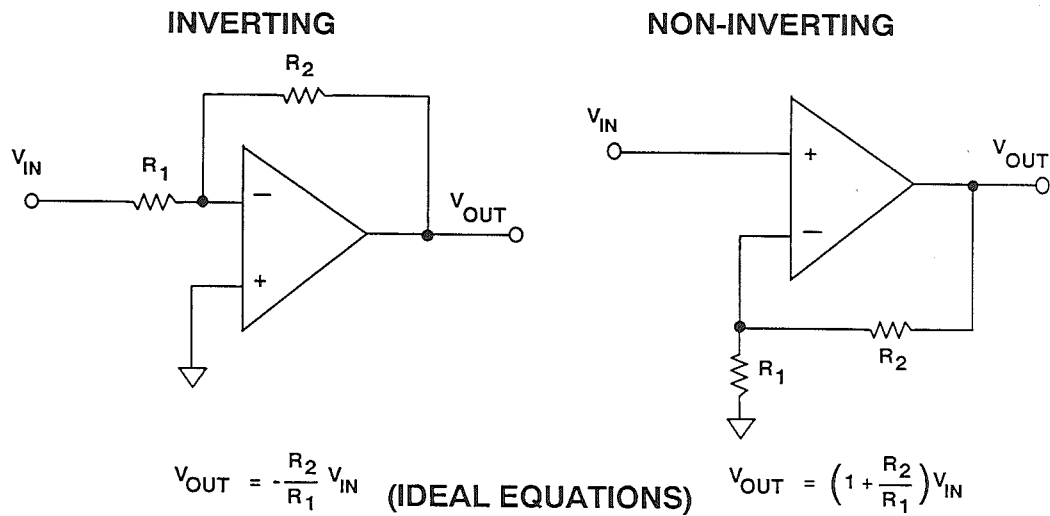 INVERTING
R2
VIN
R1
−
+
VOUT
VOUT = -R2/R1 VIN
NON-INVERTING
VIN
+
−
VOUT
R2
R1
VOUT = (1 + R2/R1)VIN
(IDEAL EQUATIONS)